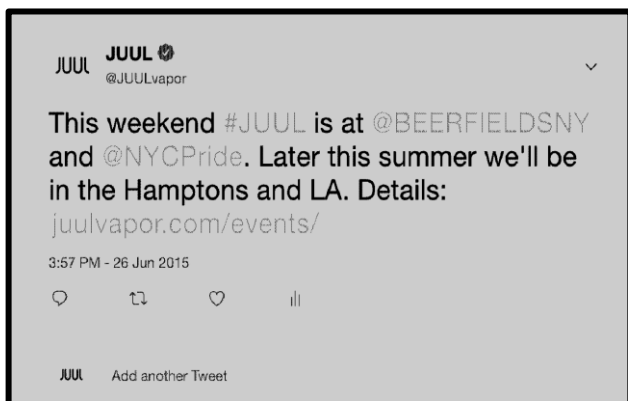 JUUL
JUUL
@JUULvapor
This weekend #JUUL is at @BEERFIELDSNY
and @NYCPride. Later this summer we'll be
in the Hamptons and LA. Details:
juulvapor.com/events/
3:57 PM - 26 Jun 2015
JUUL Add another Tweet